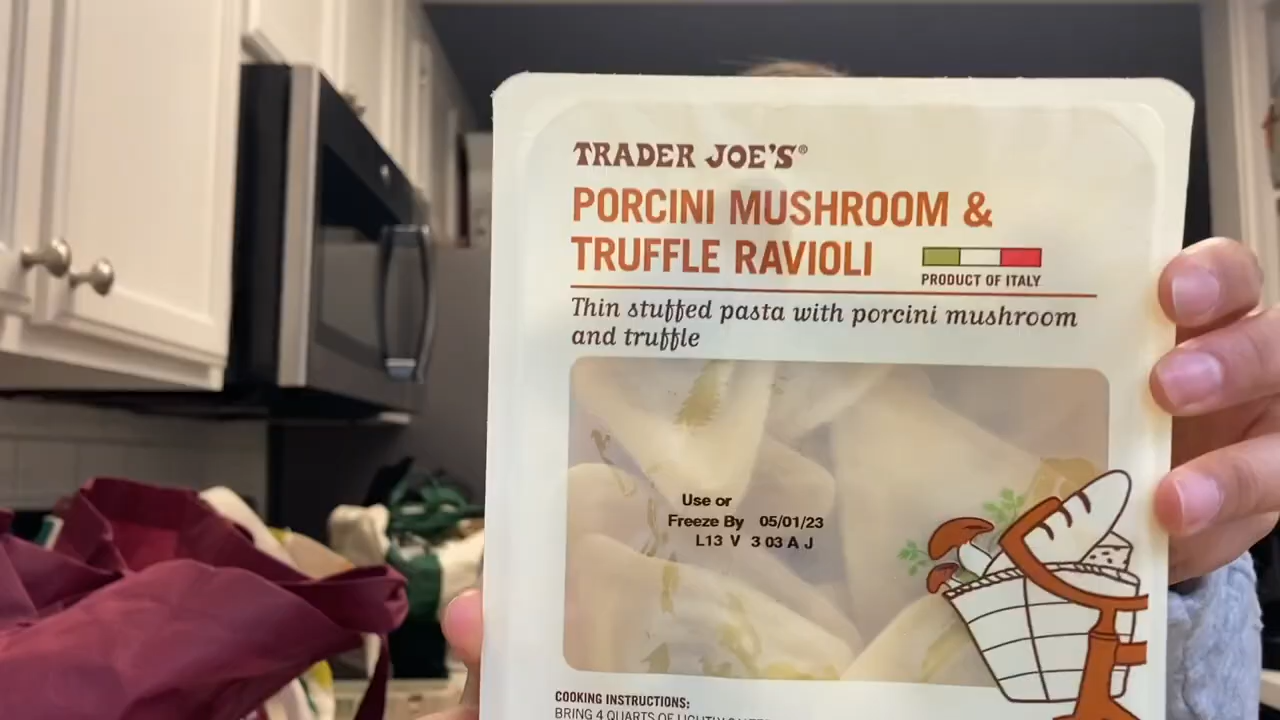 TRADER JOE'S®
PORCINI MUSHROOM &
TRUFFLE RAVIOLI
PRODUCT OF ITALY
Thin stuffed pasta with porcini mushroom
and truffle
Use or
Freeze By 05/01/23
L13 V 3 03 A J
COOKING INSTRUCTIONS:
BRING 4 QUARTS OF LIGHTLY